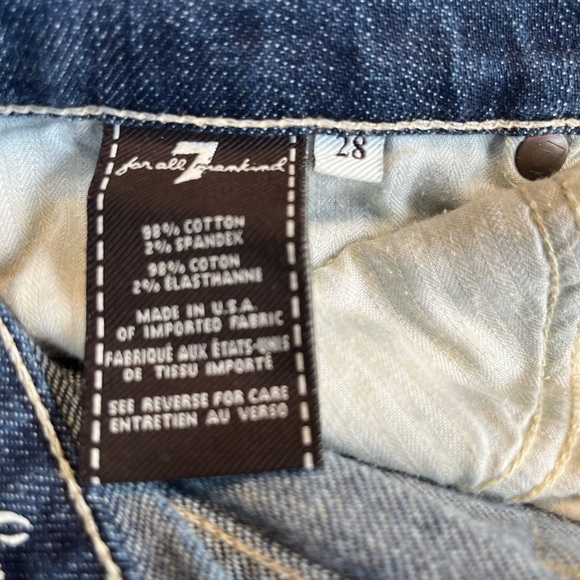 7
for all mankind
28
98% COTTON
2% SPANDEX
98% COTON
2% ÉLASTHANNE
MADE IN U.S.A.
OF IMPORTED FABRIC
FABRIQUÉ AUX ÉTATS-UNIS
DE TISSU IMPORTÉ
SEE REVERSE FOR CARE
ENTRETIEN AU VERSO